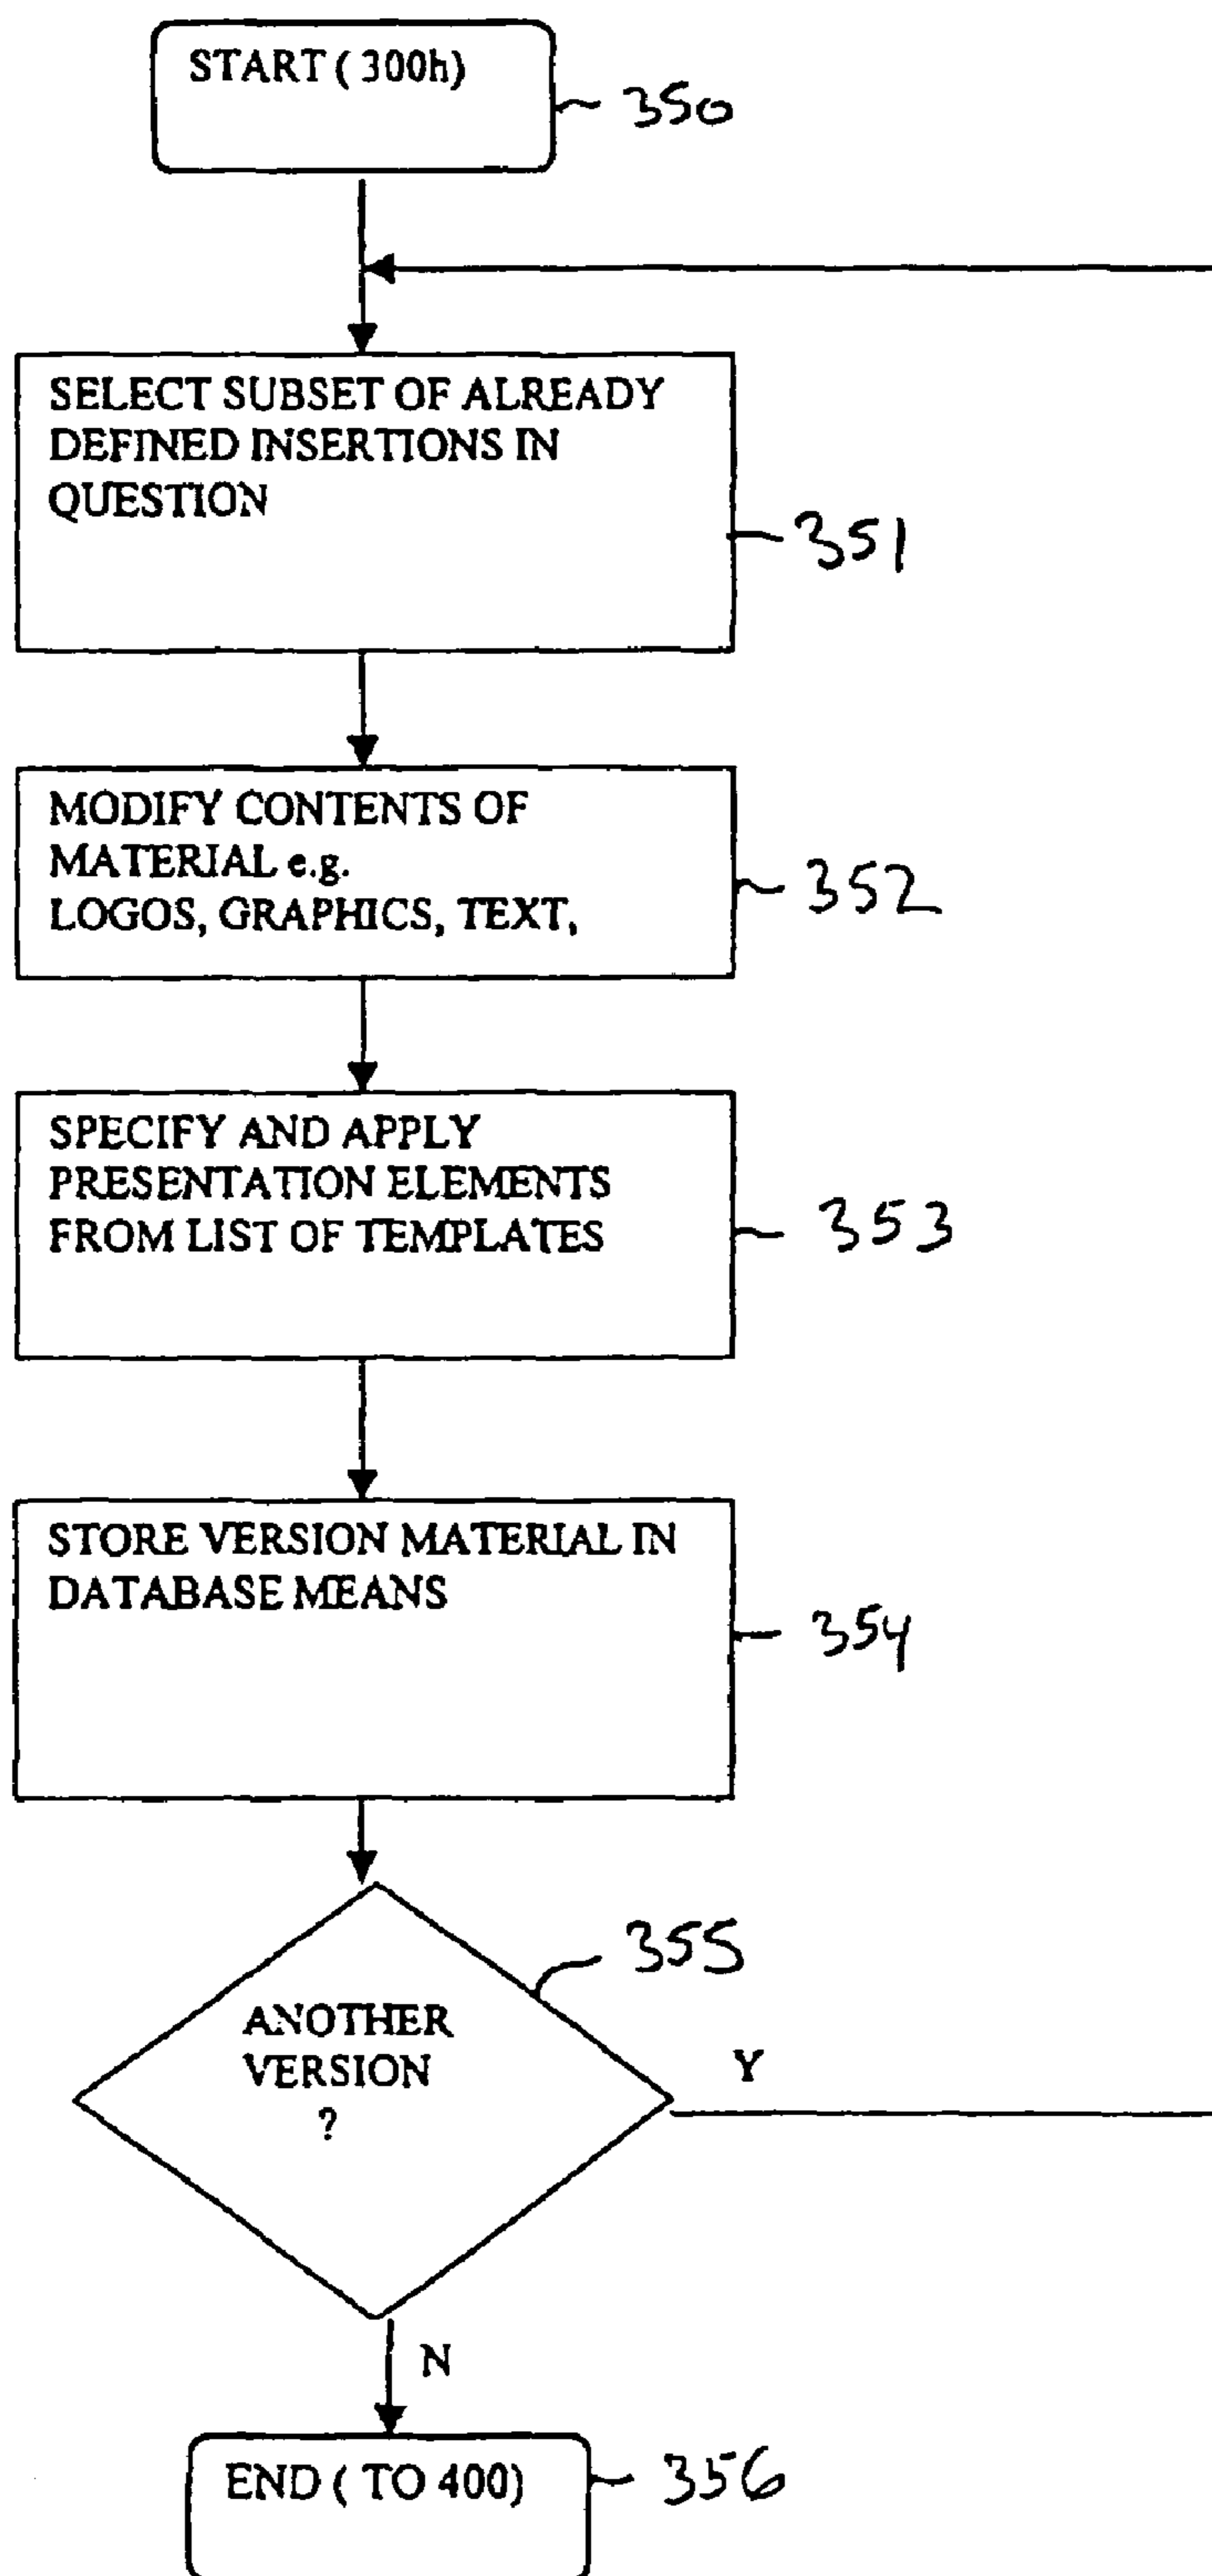 START ( 300h)
350
SELECT SUBSET OF ALREADY
DEFINED INSERTIONS IN
QUESTION
351
MODIFY CONTENTS OF
MATERIAL e.g.
LOGOS, GRAPHICS, TEXT,
352
SPECIFY AND APPLY
PRESENTATION ELEMENTS
FROM LIST OF TEMPLATES
353
STORE VERSION MATERIAL IN
DATABASE MEANS
354
355
ANOTHER
VERSION
?
Y
N
END ( TO 400)
356